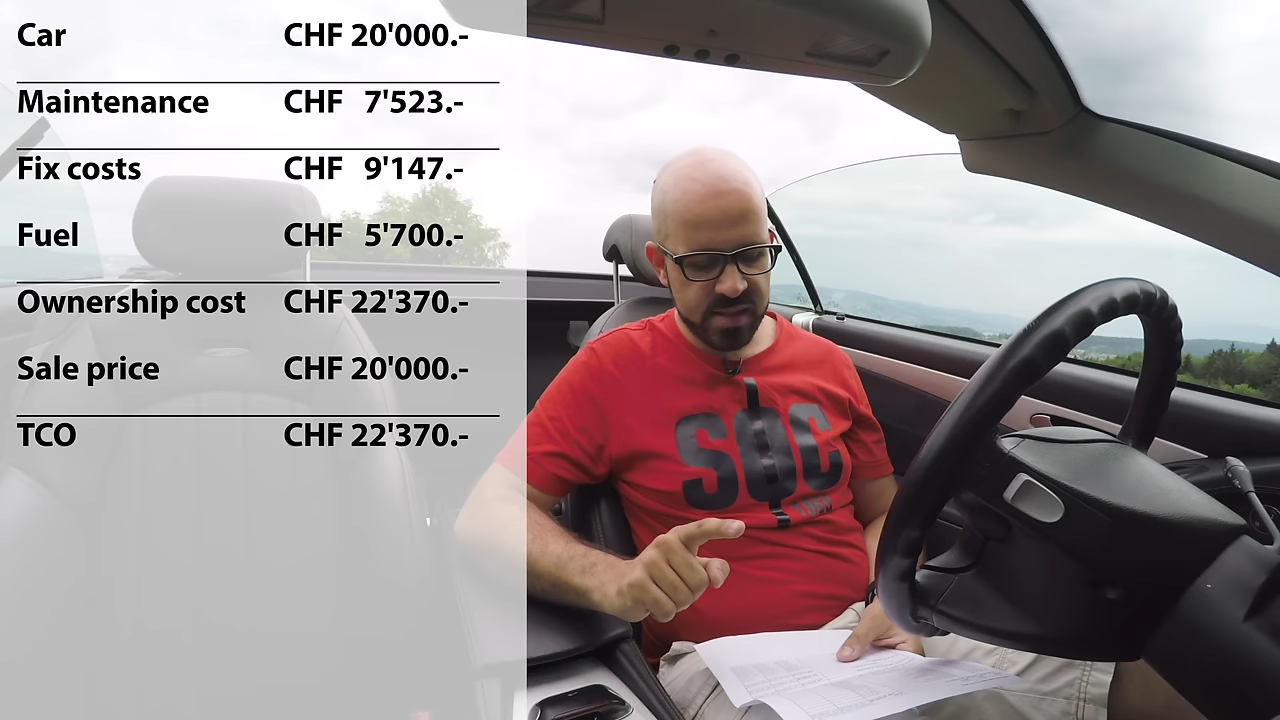 Car CHF 20'000.-
Maintenance CHF 7'523.-
Fix costs CHF 9'147.-
Fuel CHF 5'700.-
Ownership cost CHF 22'370.-
Sale price CHF 20'000.-
TCO CHF 22'370.-
SOC